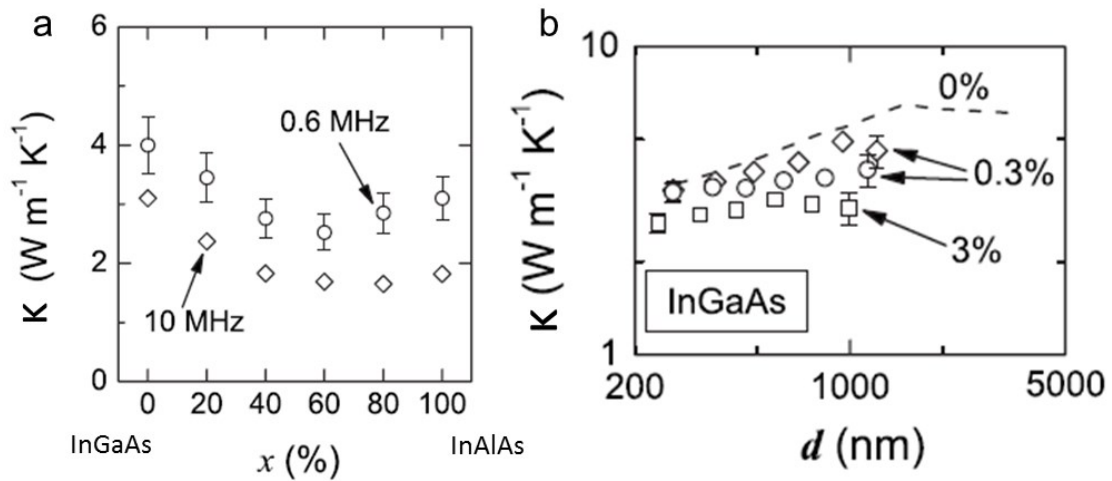 a
6
4
2
0
K (W m⁻¹ K⁻¹)
0.6 MHz
10 MHz
0 20 40 60 80 100
InGaAs InAlAs
x (%)
b
10
1
K (W m⁻¹ K⁻¹)
0%
0.3%
3%
InGaAs
200 1000 5000
d (nm)